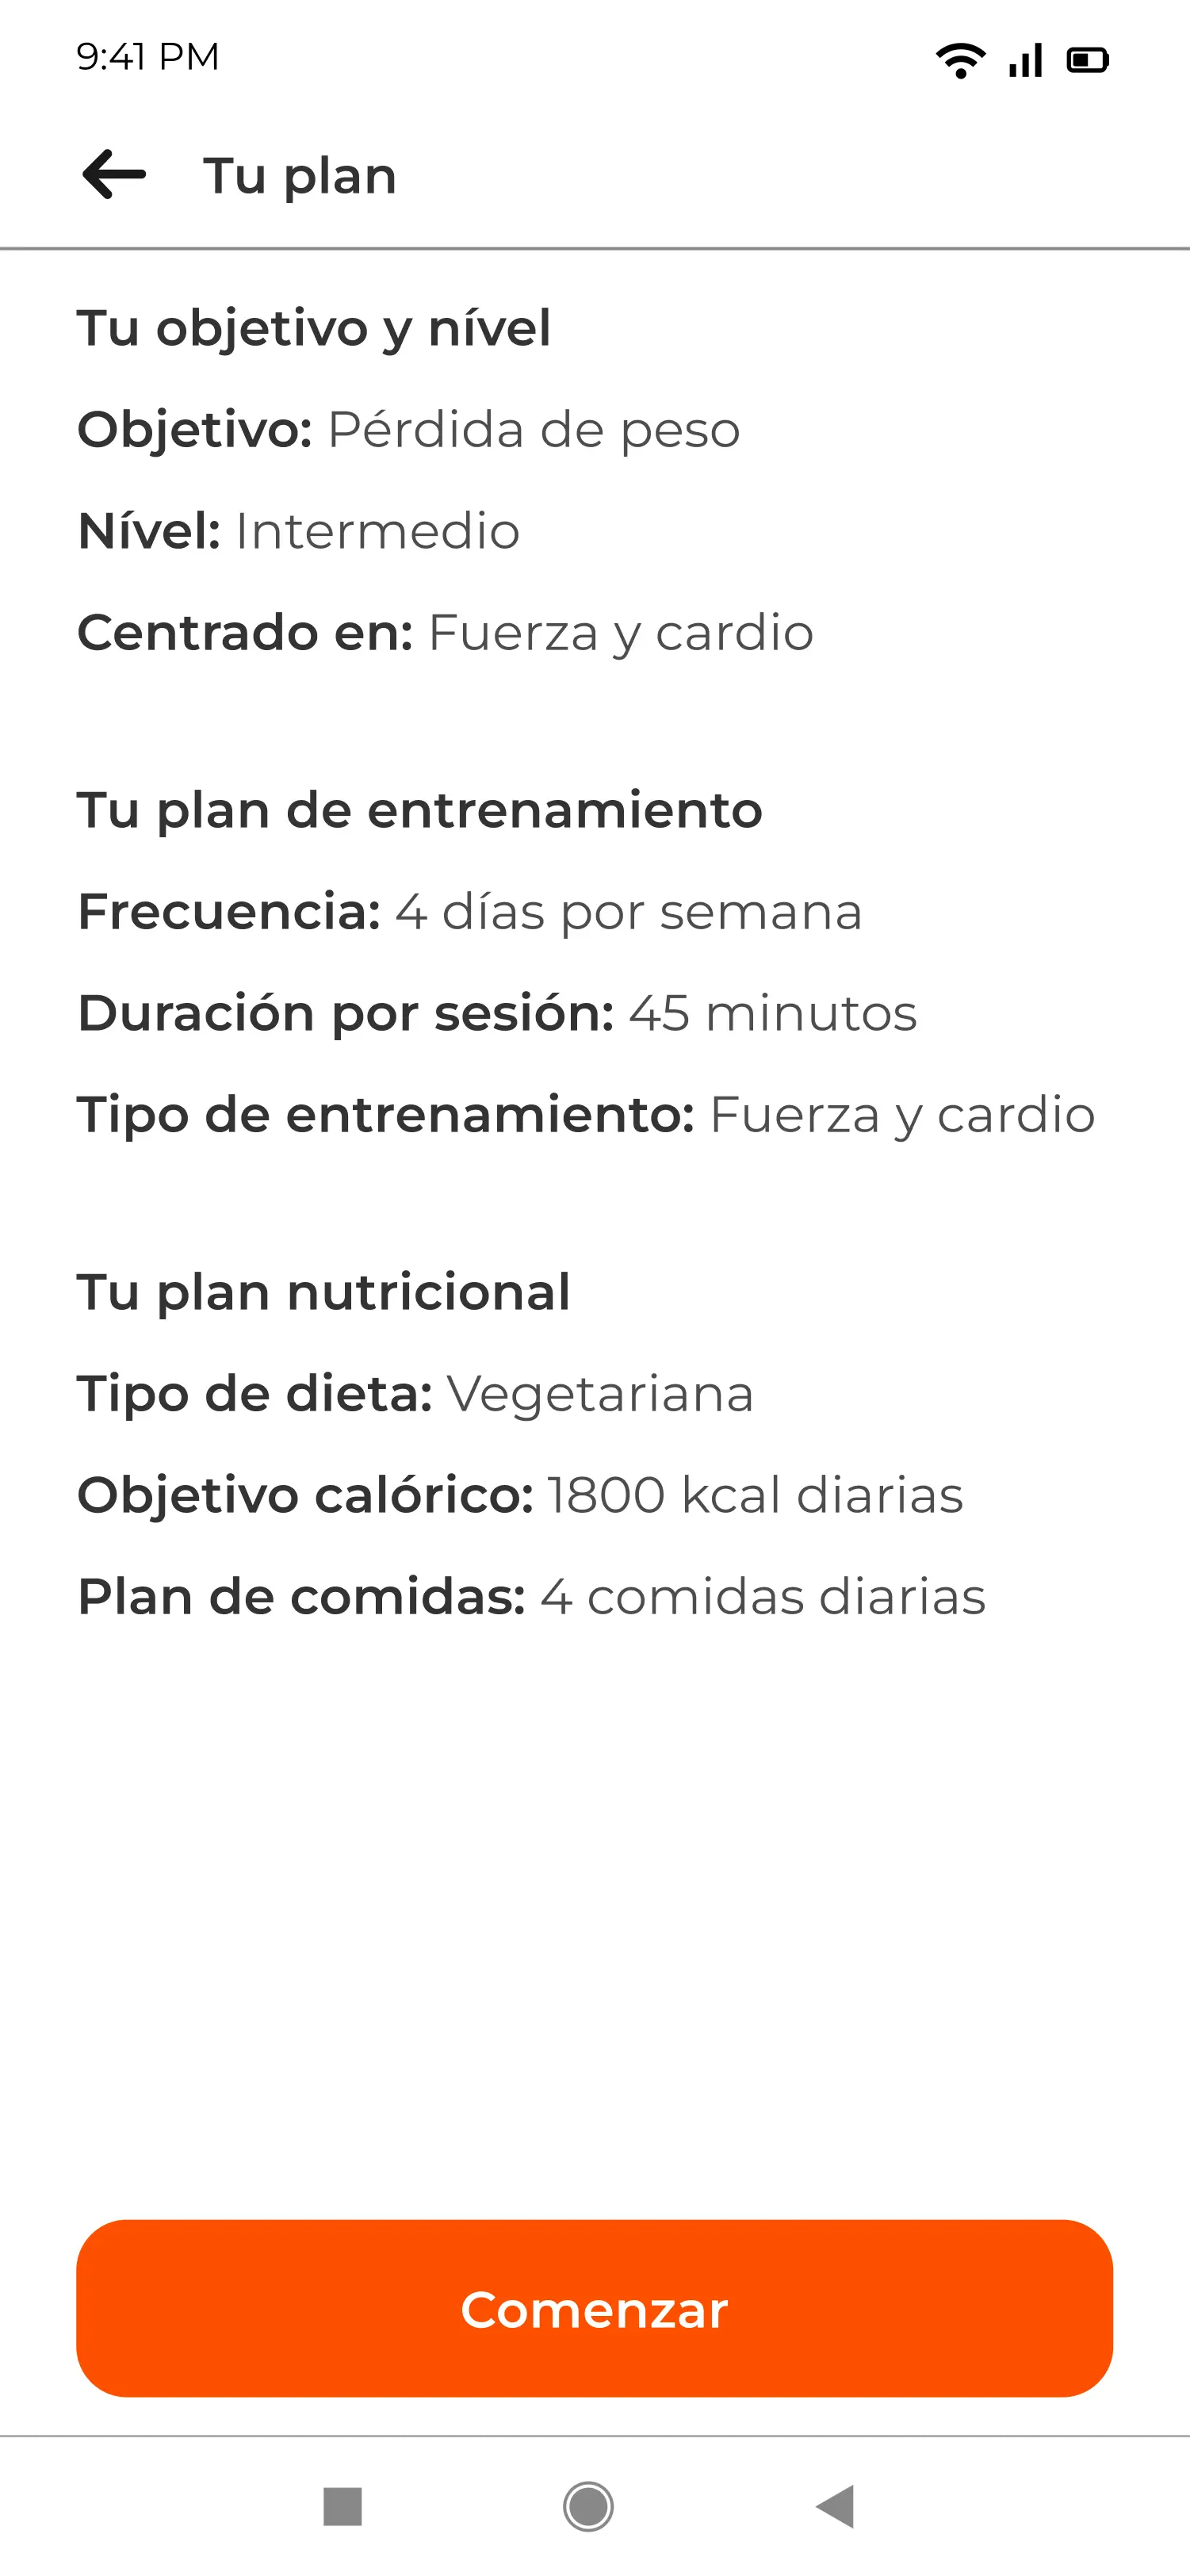 9:41 PM
Tu plan
Tu objetivo y nível
Objetivo: Pérdida de peso
Nível: Intermedio
Centrado en: Fuerza y cardio
Tu plan de entrenamiento
Frecuencia: 4 días por semana
Duración por sesión: 45 minutos
Tipo de entrenamiento: Fuerza y cardio
Tu plan nutricional
Tipo de dieta: Vegetariana
Objetivo calórico: 1800 kcal diarias
Plan de comidas: 4 comidas diarias
Comenzar